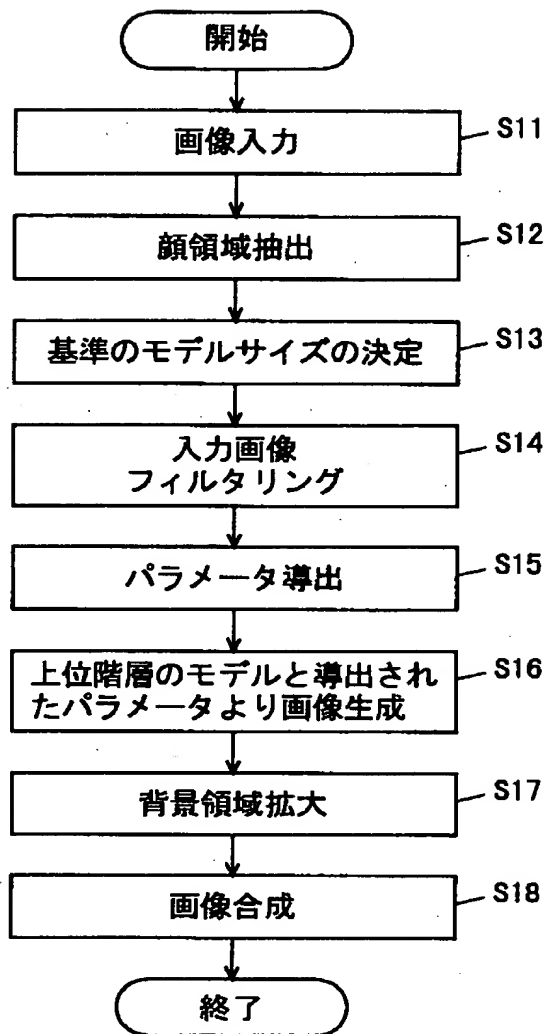 開始
画像入力
S11
顔領域抽出
S12
基準のモデルサイズの決定
S13
入力画像
フィルタリング
S14
パラメータ導出
S15
上位階層のモデルと導出され
たパラメータより画像生成
S16
背景領域拡大
S17
画像合成
S18
終了